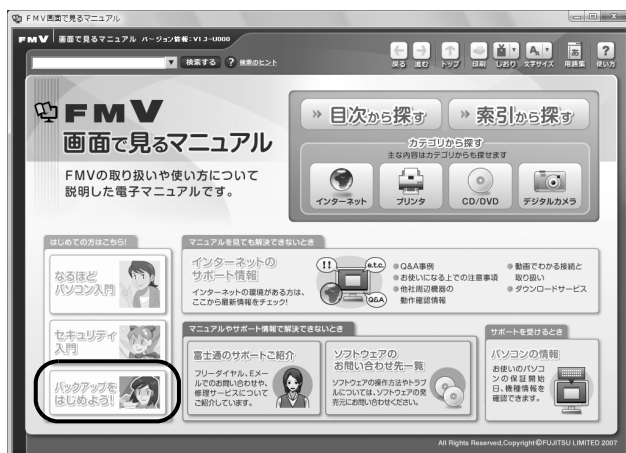 FMV画面で見るマニュアル
FMV 画面で見るマニュアル バージョン情報:V1.3-U000
検索する ? 検索のヒント
戻る 進む トップ 印刷 しおり 文字サイズ 用語集 使い方
FMV
画面で見るマニュアル
FMVの取り扱いや使い方について
説明した電子マニュアルです。
目次から探す
索引から探す
カテゴリから探す
主な内容はカテゴリからも探せます
インターネット
プリンタ
CD/DVD
デジタルカメラ
はじめての方はこちら!
なるほど
パソコン入門
セキュリティ
入門
バックアップを
はじめよう!
マニュアルを見ても解決できないとき
インターネットの
サポート情報
インターネットの環境がある方は、
ここから最新情報をチェック!
!!
e.t.c.
Q&A
Q&A事例
お使いになる上での注意事項
他社周辺機器の
動作確認情報
動画でわかる接続と
取り扱い
ダウンロードサービス
マニュアルやサポート情報で解決できないとき
富士通のサポートご紹介
フリーダイヤル、Eメー
ルでのお問い合わせや、
修理サービスについて
ご紹介しています。
ソフトウェアの
お問い合わせ先一覧
ソフトウェアの操作方法やトラブ
ルについては、ソフトウェアの発
売元にお問い合わせください。
サポートを受けるとき
パソコンの情報
お使いのパソコ
ンの保証開始
日、機種情報を
確認できます。
All Rights Reserved,Copyright©FUJITSU LIMITED 2007